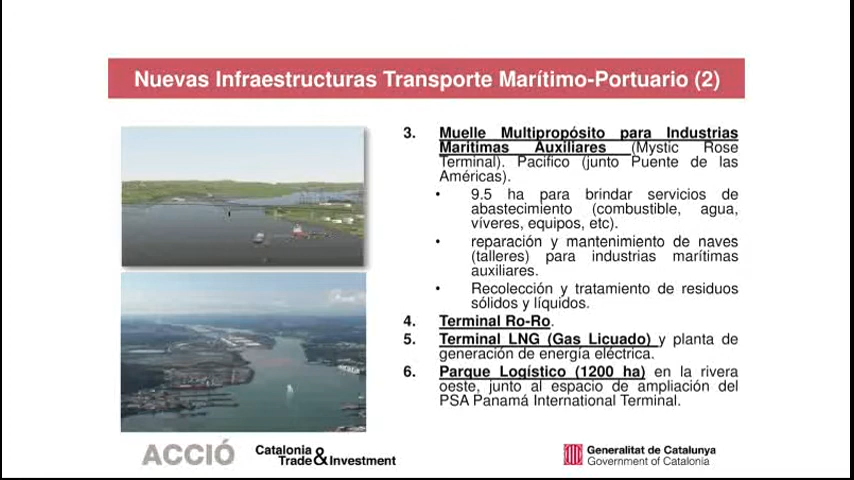 Nuevas Infraestructuras Transporte Marítimo-Portuario (2)
3. Muelle Multipropósito para Industrias
Marítimas Auxiliares (Mystic Rose
Terminal). Pacifico (junto Puente de las
Américas).
• 9.5 ha para brindar servicios de
abastecimiento (combustible, agua,
víveres, equipos, etc).
• reparación y mantenimiento de naves
(talleres) para industrias marítimas
auxiliares.
• Recolección y tratamiento de residuos
sólidos y líquidos.
4. Terminal Ro-Ro.
5. Terminal LNG (Gas Licuado) y planta de
generación de energía eléctrica.
6. Parque Logístico (1200 ha) en la rivera
oeste, junto al espacio de ampliación del
PSA Panamá International Terminal.
ACCIÓ
Catalonia
Trade&Investment
Generalitat de Catalunya
Government of Catalonia